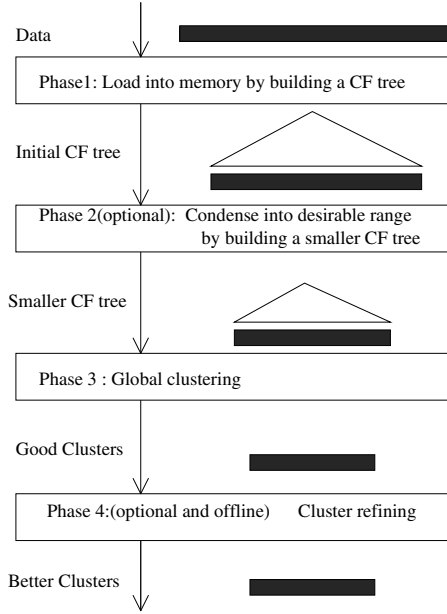 Data
Phase1: Load into memory by building a CF tree
Initial CF tree
Phase 2(optional): Condense into desirable range
by building a smaller CF tree
Smaller CF tree
Phase 3 : Global clustering
Good Clusters
Phase 4:(optional and offline) Cluster refining
Better Clusters